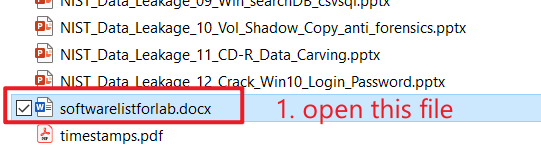 NIST_Data_Leakage_09_Win_searchDB_csvsql.pptx
NIST_Data_Leakage_10_Vol_Shadow_Copy_anti_forensics.pptx
NIST_Data_Leakage_11_CD-R_Data_Carving.pptx
NIST_Data_Leakage_12_Crack_Win10_Login_Password.pptx
softwarelistforlab.docx 1. open this file
timestamps.pdf